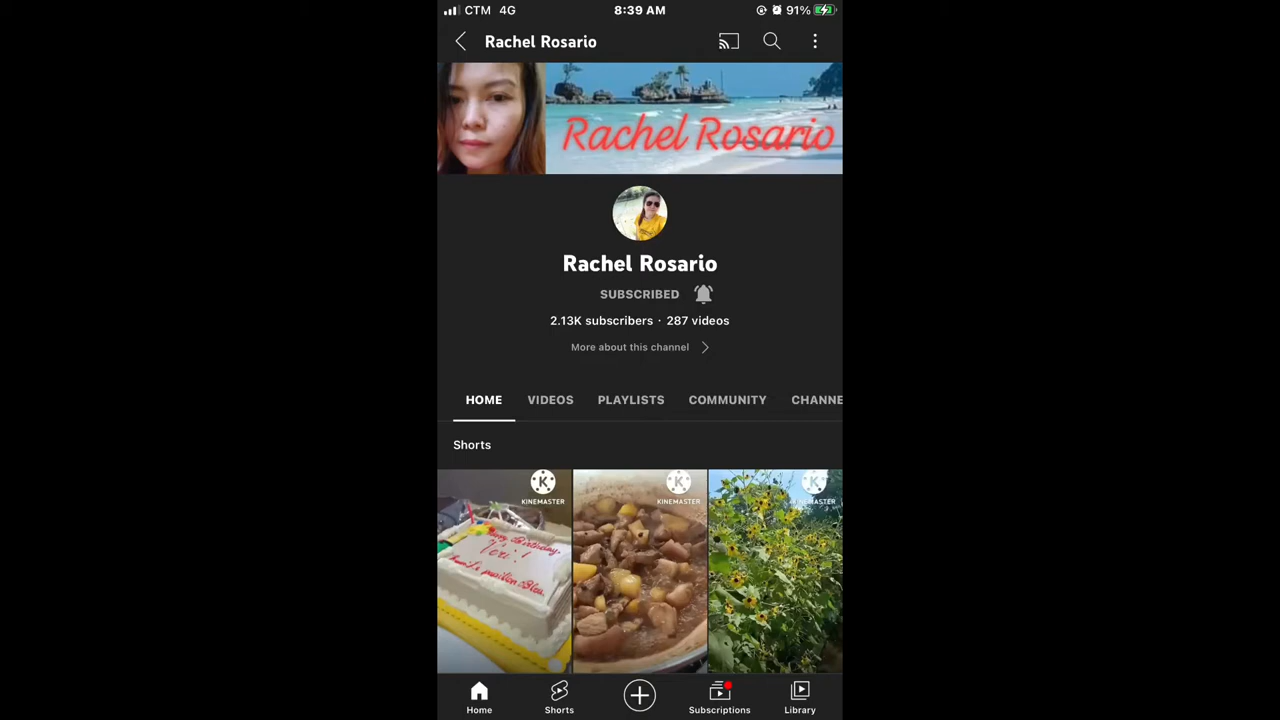 CTM 4G 8:39 AM 91%
Rachel Rosario
Rachel Rosario
Rachel Rosario
SUBSCRIBED
2.13K subscribers · 287 videos
More about this channel
HOME VIDEOS PLAYLISTS COMMUNITY CHANNE
Shorts
K K K
KINEMASTER KINEMASTER KINEMASTER
Happy Birthday
Home Shorts Subscriptions Library